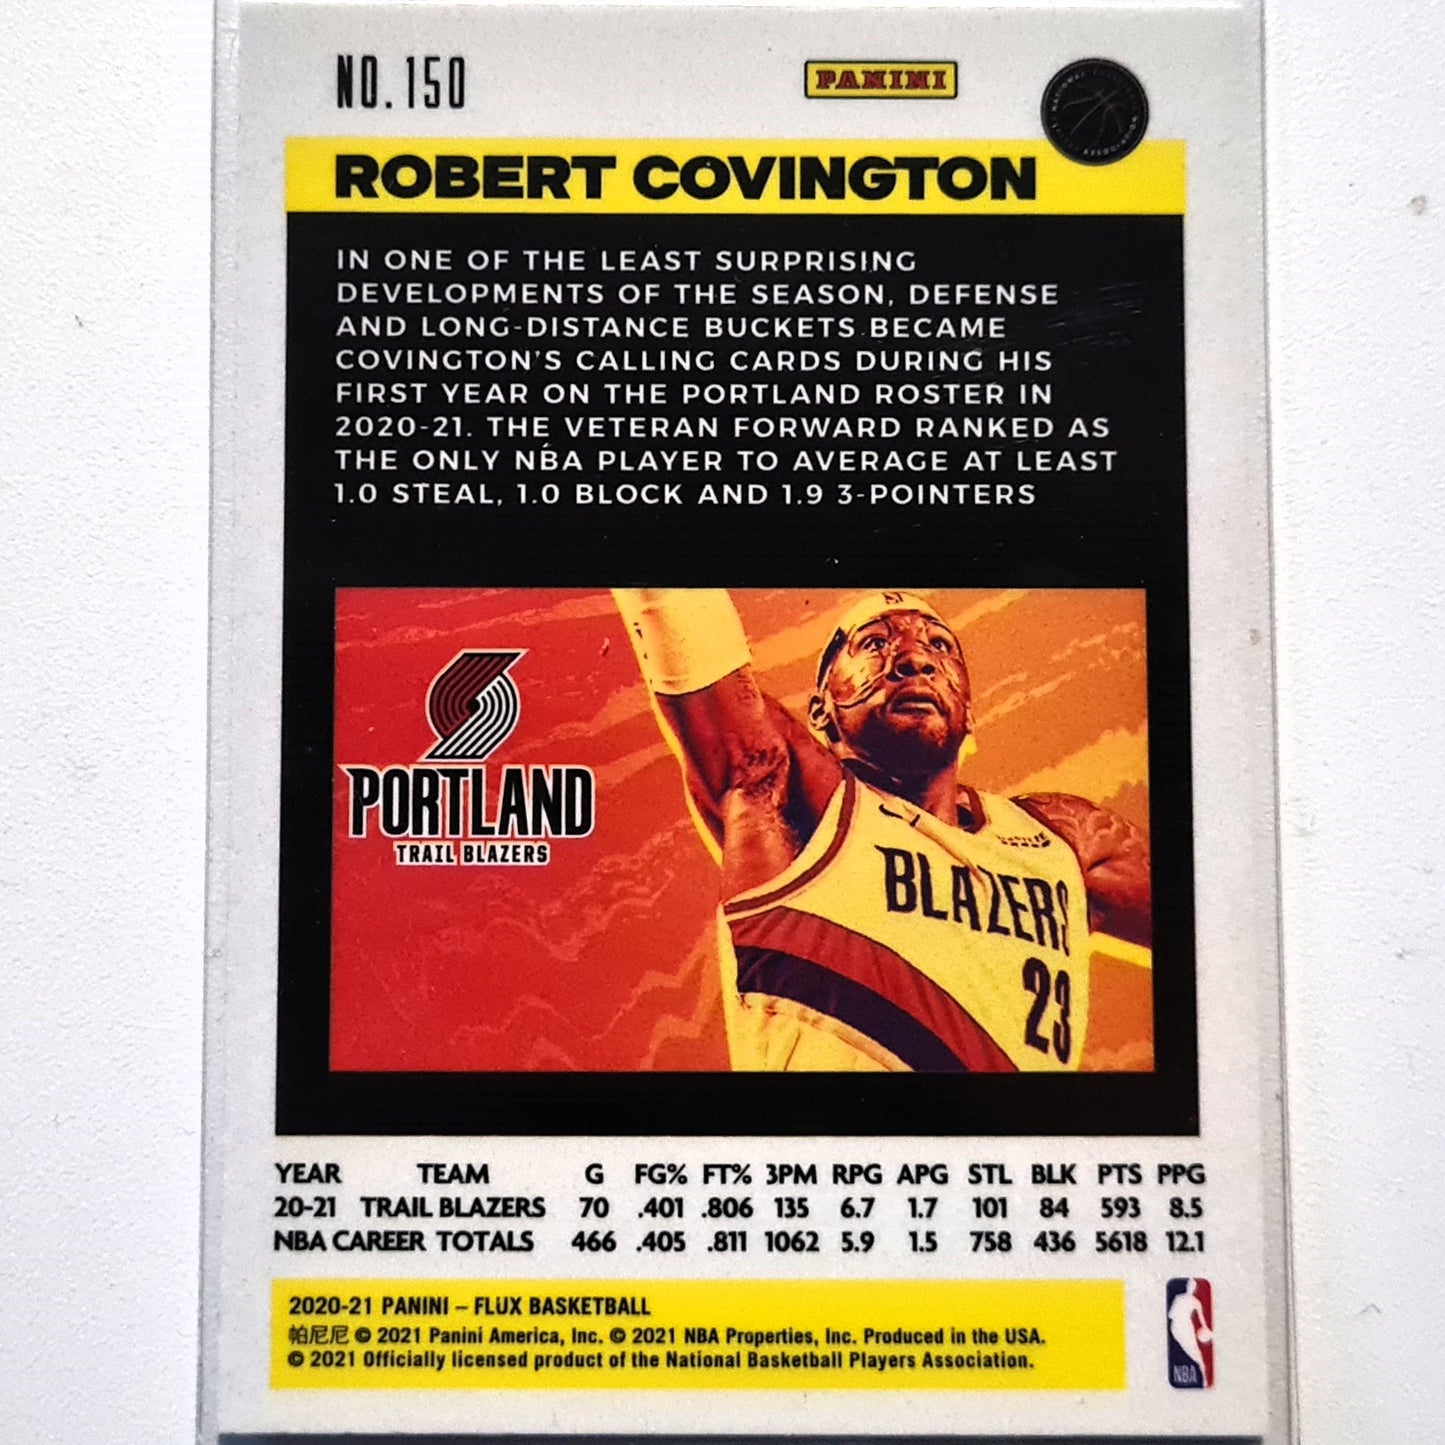 NO. 150
PANINI
NATIONAL
ASSOCIATION
ROBERT COVINGTON
IN ONE OF THE LEAST SURPRISING
DEVELOPMENTS OF THE SEASON, DEFENSE
AND LONG-DISTANCE BUCKETS BECAME
COVINGTON'S CALLING CARDS DURING HIS
FIRST YEAR ON THE PORTLAND ROSTER IN
2020-21. THE VETERAN FORWARD RANKED AS
THE ONLY NBA PLAYER TO AVERAGE AT LEAST
1.0 STEAL, 1.0 BLOCK AND 1.9 3-POINTERS
PORTLAND
TRAIL BLAZERS
BLAZERS
23
YEAR TEAM G FG% FT% 3PM RPG APG STL BLK PTS PPG
20-21 TRAIL BLAZERS 70 .401 .806 135 6.7 1.7 101 84 593 8.5
NBA CAREER TOTALS 466 .405 .811 1062 5.9 1.5 758 436 5618 12.1
2020-21 PANINI – FLUX BASKETBALL
帕尼尼 © 2021 Panini America, Inc. © 2021 NBA Properties, Inc. Produced in the USA.
© 2021 Officially licensed product of the National Basketball Players Association.
NBA